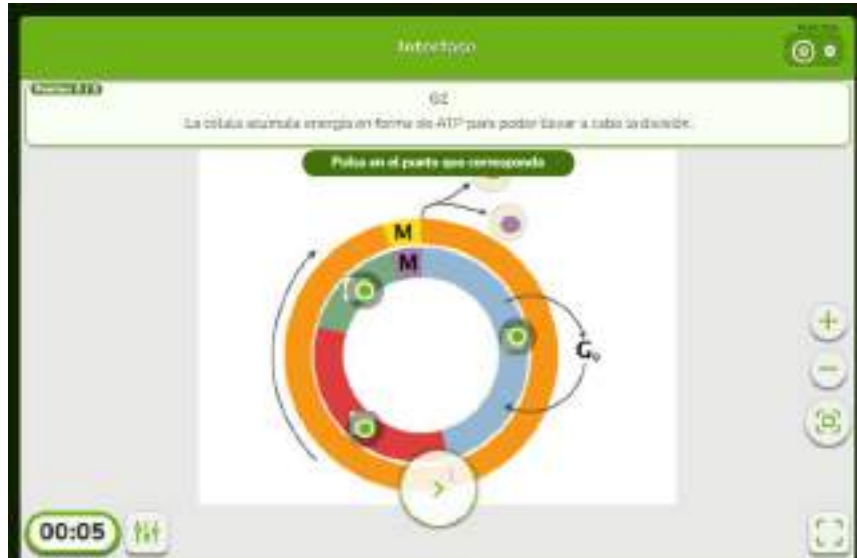 Interfase
G2
La célula acumula energía en forma de ATP para poder llevar a cabo la división.
Pulsa en el punto que corresponda
M
M
G₀
00:05